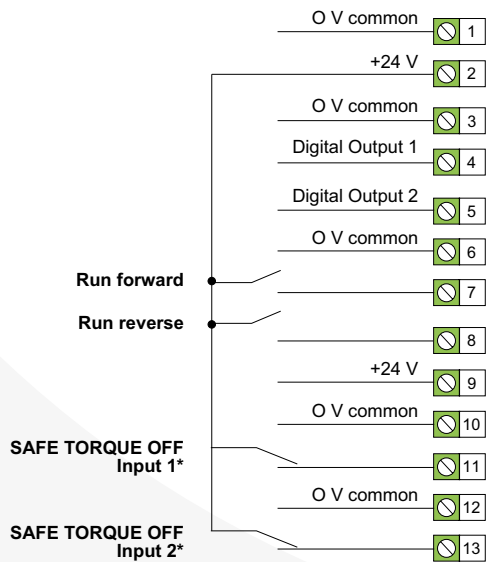 O V common 1
+24 V 2
O V common 3
Digital Output 1 4
Digital Output 2 5
O V common 6
Run forward 7
Run reverse 8
+24 V 9
O V common 10
SAFE TORQUE OFF
Input 1* 11
O V common 12
SAFE TORQUE OFF
Input 2* 13